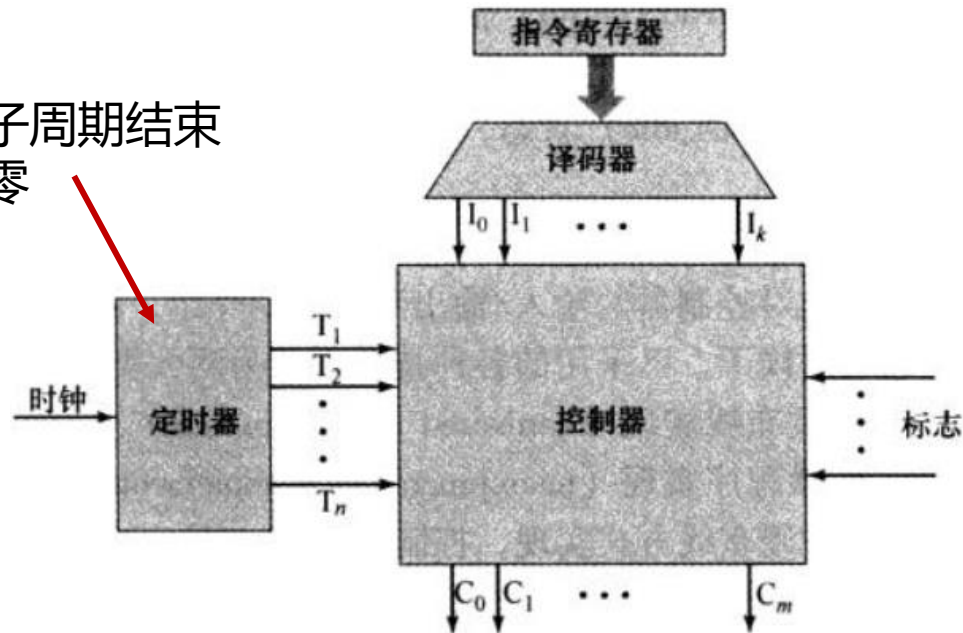 指令寄存器
子周期结束
零
译码器
I₀ I₁ ··· Iₖ
T₁
T₂
时钟
定时器
控制器
标志
Tₙ
C₀ C₁ ··· Cₘ